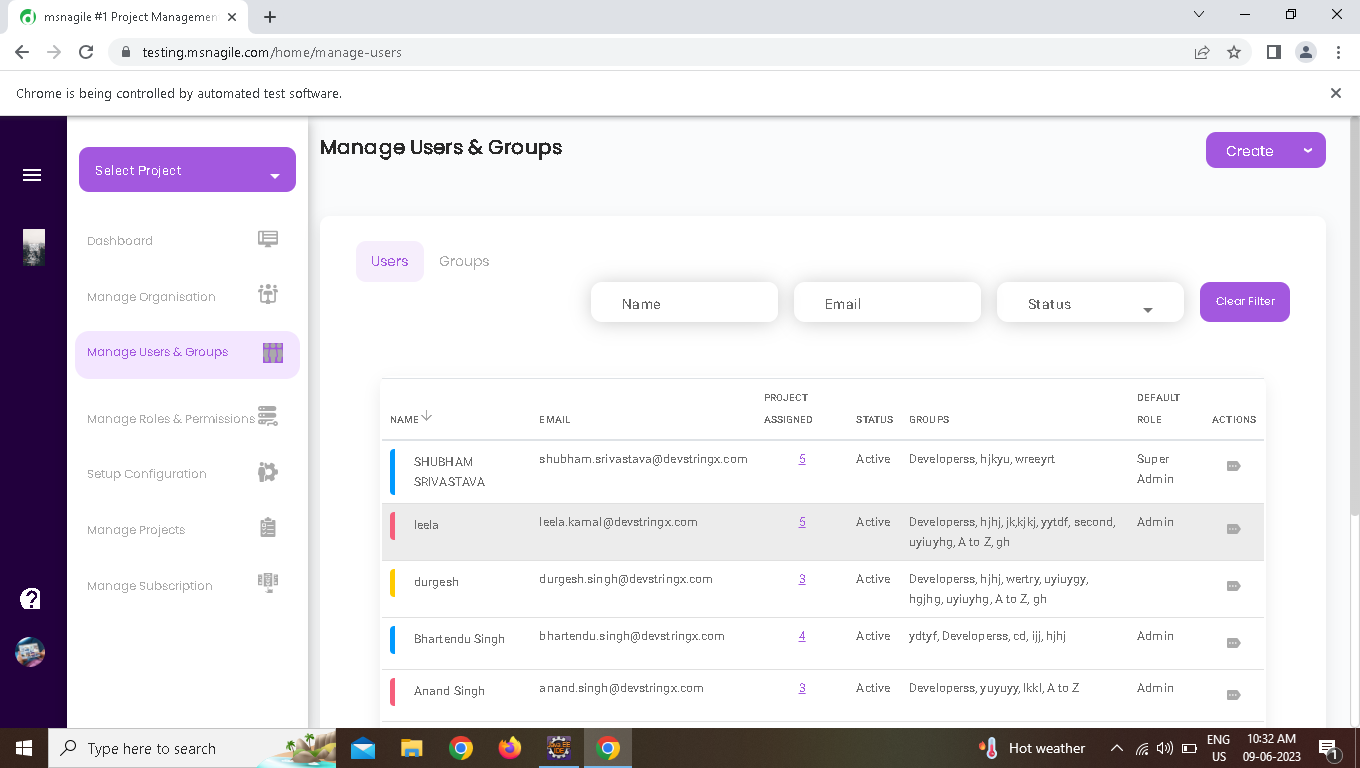 msnagile #1 Project Managemen
testing.msnagile.com/home/manage-users
Chrome is being controlled by automated test software.
Select Project
Dashboard
Manage Organisation
Manage Users & Groups
Manage Roles & Permissions
Setup Configuration
Manage Projects
Manage Subscription
Manage Users & Groups
Create
Users Groups
Name Email Status Clear Filter
NAME EMAIL PROJECT ASSIGNED STATUS GROUPS DEFAULT ROLE ACTIONS
SHUBHAM SRIVASTAVA shubham.srivastava@devstringx.com 5 Active Developerss, hjkyu, wreeyrt Super Admin
leela leela.kamal@devstringx.com 5 Active Developerss, hjhj, jk,kjkj, yytdf, second, uyiuyhg, A to Z, gh Admin
durgesh durgesh.singh@devstringx.com 3 Active Developerss, hjhj, wertry, uyiuygy, hgjhg, uyiuyhg, A to Z, gh Admin
Bhartendu Singh bhartendu.singh@devstringx.com 4 Active ydtyf, Developerss, cd, ijj, hjhj Admin
Anand Singh anand.singh@devstringx.com 3 Active Developerss, yuyuyy, lkkl, A to Z Admin
Type here to search
Hot weather
ENG
US
10:32 AM
09-06-2023
1